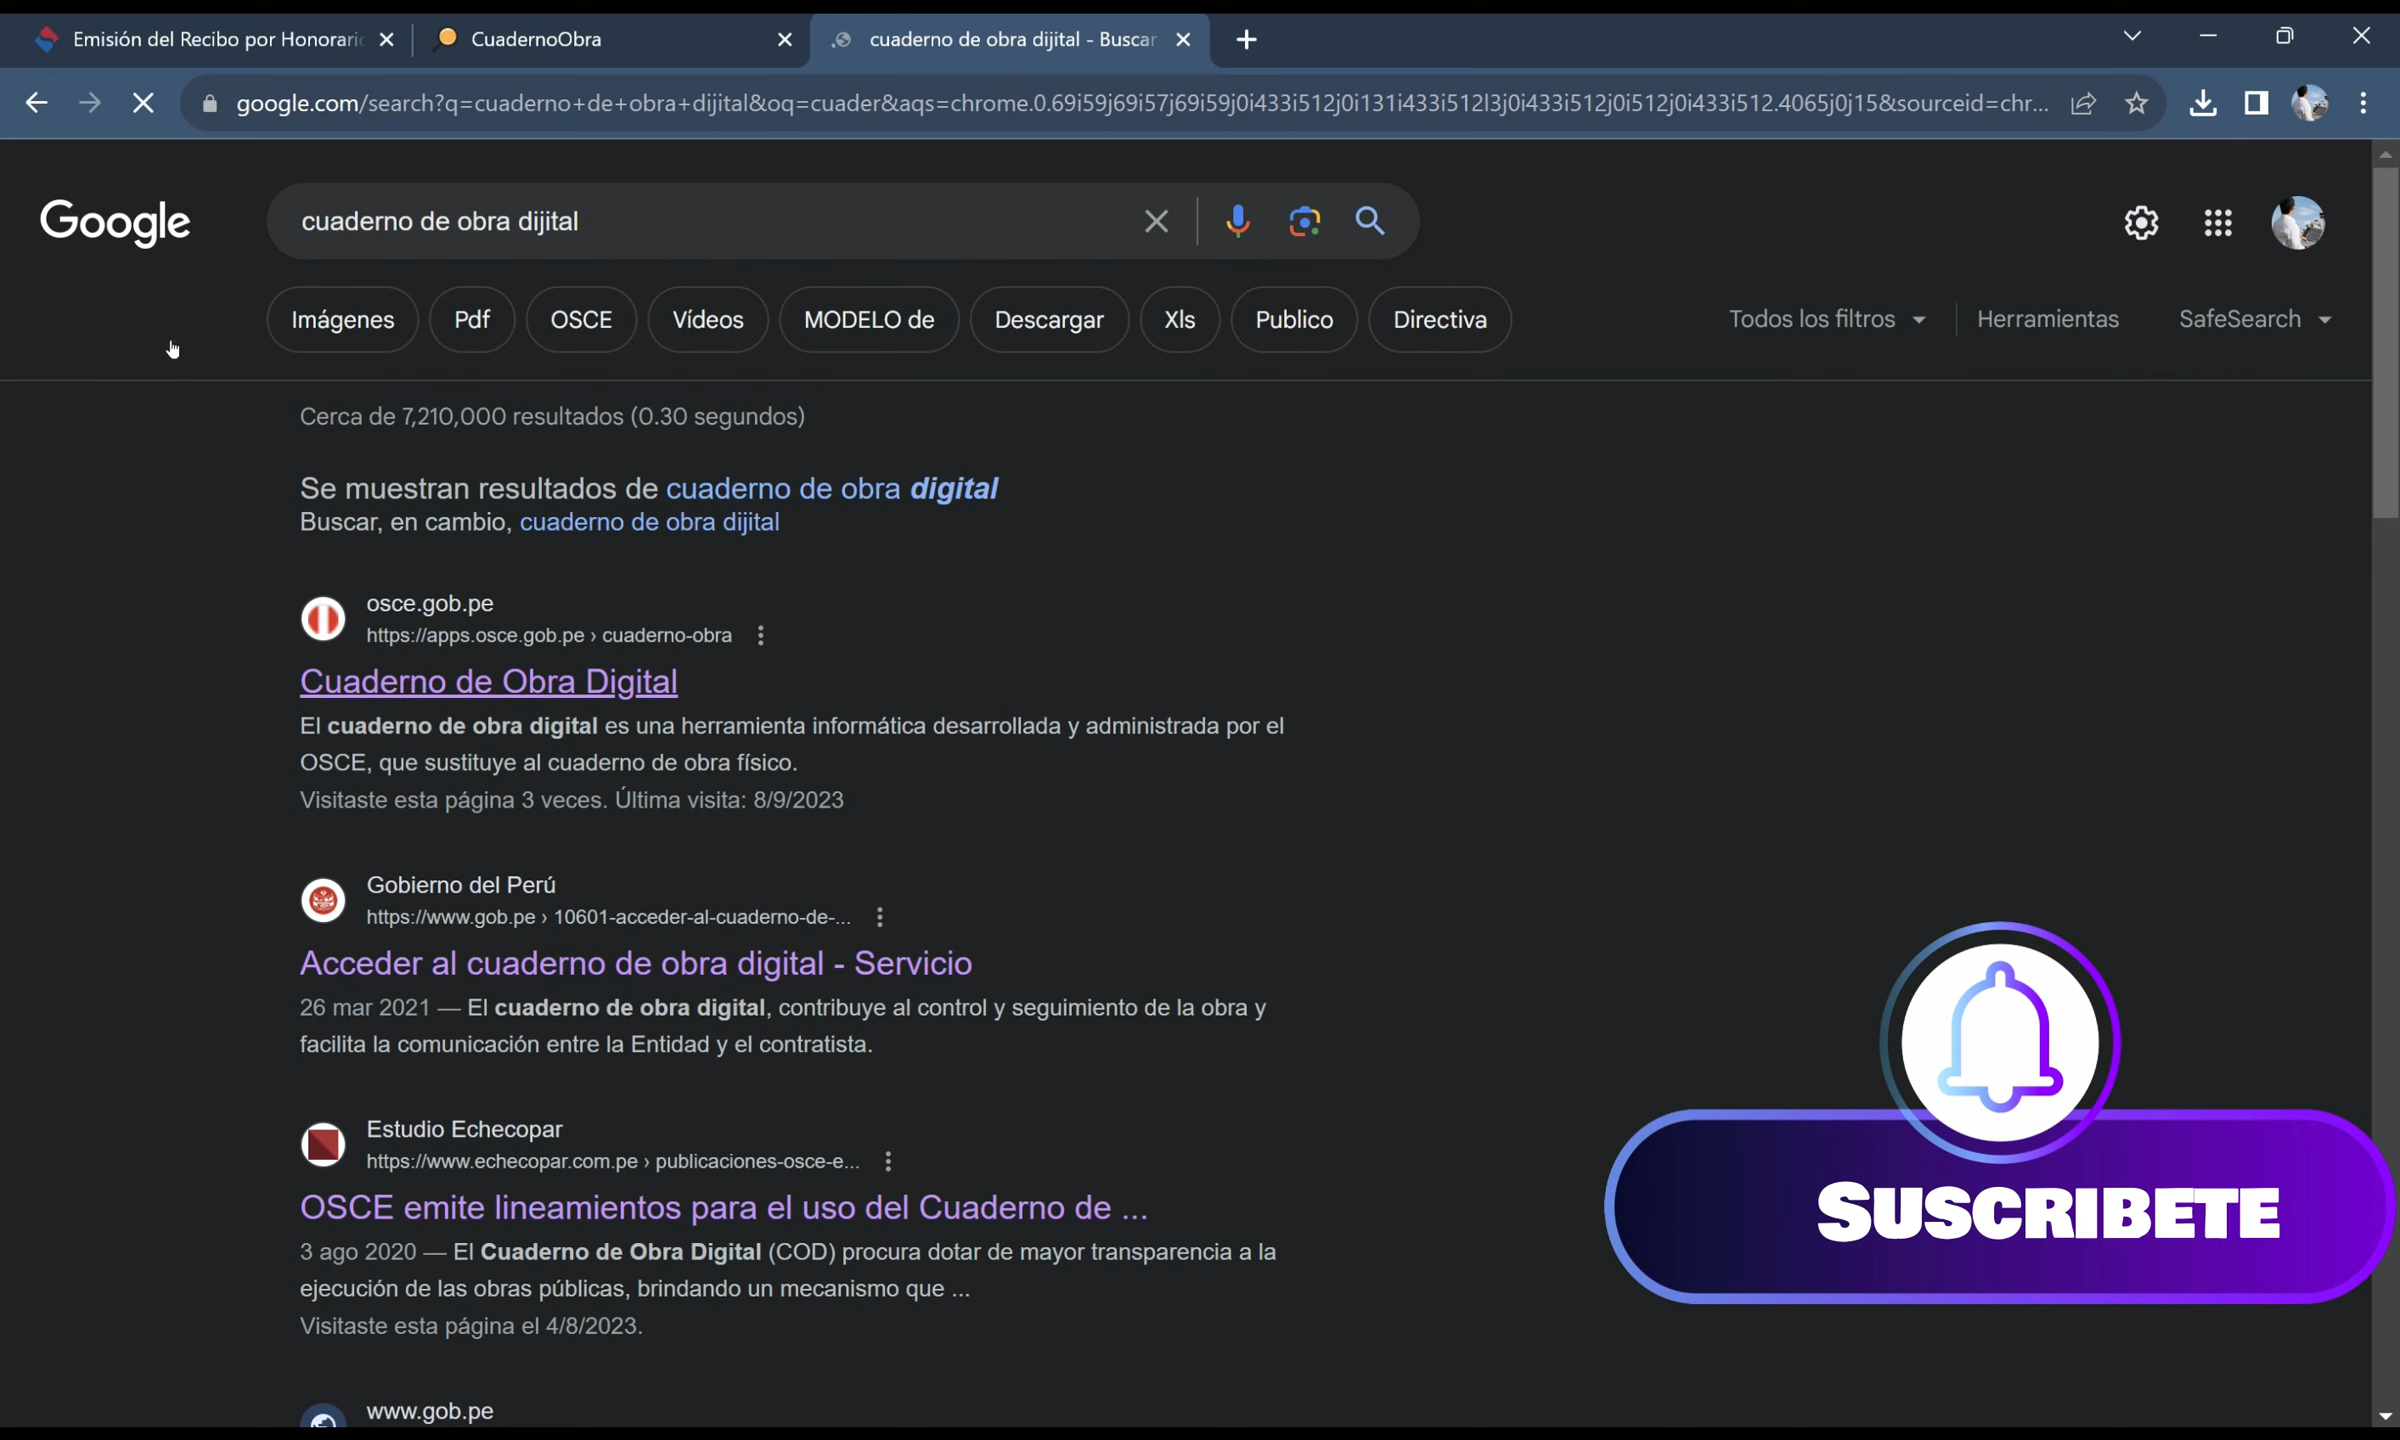 Emisión del Recibo por Honorari
CuadernoObra
cuaderno de obra dijital - Buscar
google.com/search?q=cuaderno+de+obra+dijital&oq=cuader&aqs=chrome.0.69i59j69i57j69i59j0i433i512j0i131i433i512l3j0i433i512j0i512j0i433i512.4065j0j15&sourceid=chr...
Google
cuaderno de obra dijital
Imágenes
Pdf
OSCE
Vídeos
MODELO de
Descargar
Xls
Publico
Directiva
Todos los filtros
Herramientas
SafeSearch
Cerca de 7,210,000 resultados (0.30 segundos)
Se muestran resultados de cuaderno de obra digital
Buscar, en cambio, cuaderno de obra dijital
osce.gob.pe
https://apps.osce.gob.pe › cuaderno-obra
Cuaderno de Obra Digital
El cuaderno de obra digital es una herramienta informática desarrollada y administrada por el
OSCE, que sustituye al cuaderno de obra físico.
Visitaste esta página 3 veces. Última visita: 8/9/2023
Gobierno del Perú
https://www.gob.pe › 10601-acceder-al-cuaderno-de-...
Acceder al cuaderno de obra digital - Servicio
26 mar 2021 — El cuaderno de obra digital, contribuye al control y seguimiento de la obra y
facilita la comunicación entre la Entidad y el contratista.
Estudio Echecopar
https://www.echecopar.com.pe › publicaciones-osce-e...
OSCE emite lineamientos para el uso del Cuaderno de ...
3 ago 2020 — El Cuaderno de Obra Digital (COD) procura dotar de mayor transparencia a la
ejecución de las obras públicas, brindando un mecanismo que ...
Visitaste esta página el 4/8/2023.
www.gob.pe
SUSCRIBETE